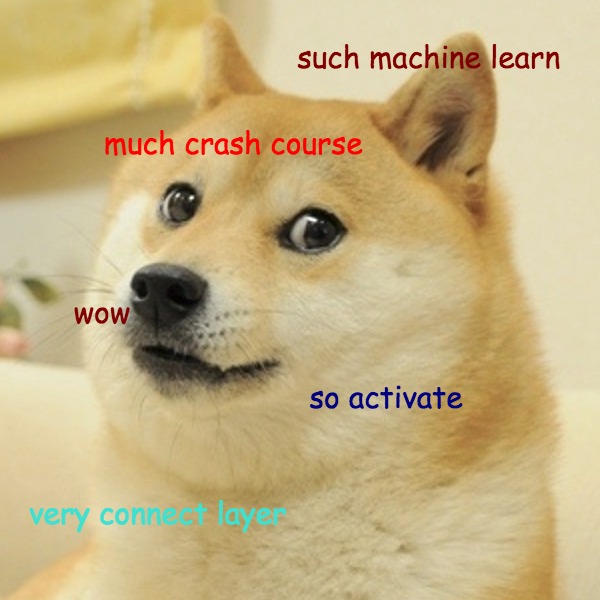 such machine learn
much crash course
wow
so activate
very connect layer